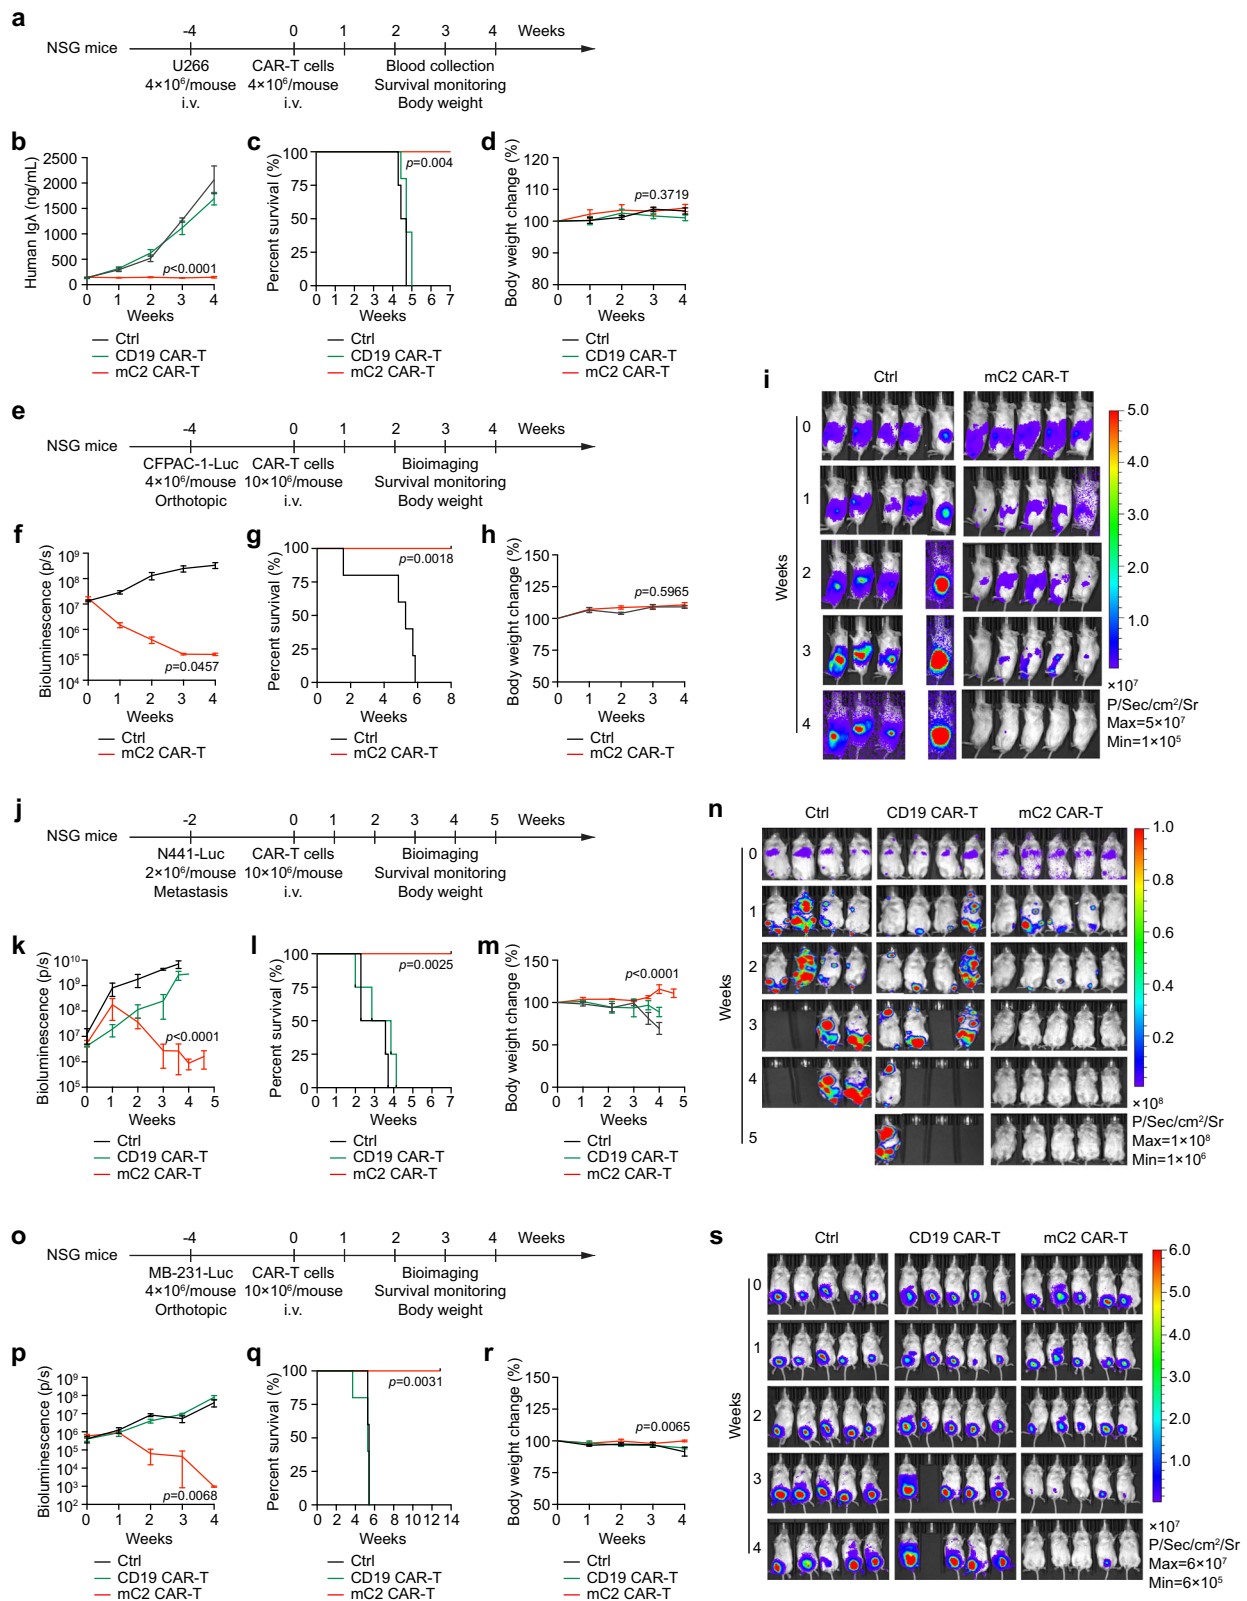 a
NSG mice
-4 0 1 2 3 4 Weeks
U266 CAR-T cells Blood collection
4×10⁶/mouse 4×10⁶/mouse Survival monitoring
i.v. i.v. Body weight
b
Human Igλ (ng/mL)
2500
2000
1500
1000
500
0
p<0.0001
0 1 2 3 4
Weeks
Ctrl
CD19 CAR-T
mC2 CAR-T
c
Percent survival (%)
100
75
50
25
0
p=0.004
0 1 2 3 4 5 6 7
Weeks
Ctrl
CD19 CAR-T
mC2 CAR-T
d
Body weight change (%)
120
110
100
90
80
p=0.3719
0 1 2 3 4
Weeks
Ctrl
CD19 CAR-T
mC2 CAR-T
e
NSG mice
-4 0 1 2 3 4 Weeks
CFPAC-1-Luc CAR-T cells Bioimaging
4×10⁶/mouse 10×10⁶/mouse Survival monitoring
Orthotopic i.v. Body weight
f
Bioluminescence (p/s)
10⁹
10⁸
10⁷
10⁶
10⁵
10⁴
p=0.0457
0 1 2 3 4
Weeks
Ctrl
mC2 CAR-T
g
Percent survival (%)
100
75
50
25
0
p=0.0018
0 2 4 6 8
Weeks
Ctrl
mC2 CAR-T
h
Body weight change (%)
150
100
50
p=0.5965
0 1 2 3 4
Weeks
Ctrl
mC2 CAR-T
i
Ctrl mC2 CAR-T
Weeks
0
1
2
3
4
5.0
4.0
3.0
2.0
1.0
×10⁷
P/Sec/cm²/Sr
Max=5×10⁷
Min=1×10⁵
j
NSG mice
-2 0 1 2 3 4 5 Weeks
N441-Luc CAR-T cells Bioimaging
2×10⁶/mouse 10×10⁶/mouse Survival monitoring
Metastasis i.v. Body weight
k
Bioluminescence (p/s)
10¹⁰
10⁹
10⁸
10⁷
10⁶
10⁵
p<0.0001
0 1 2 3 4 5
Weeks
Ctrl
CD19 CAR-T
mC2 CAR-T
l
Percent survival (%)
100
75
50
25
0
p=0.0025
0 1 2 3 4 5 6 7
Weeks
Ctrl
CD19 CAR-T
mC2 CAR-T
m
Body weight change (%)
150
100
50
0
p<0.0001
0 1 2 3 4 5
Weeks
Ctrl
CD19 CAR-T
mC2 CAR-T
n
Ctrl CD19 CAR-T mC2 CAR-T
Weeks
0
1
2
3
4
5
1.0
0.8
0.6
0.4
0.2
×10⁸
P/Sec/cm²/Sr
Max=1×10⁸
Min=1×10⁶
o
NSG mice
-4 0 1 2 3 4 Weeks
MB-231-Luc CAR-T cells Bioimaging
4×10⁶/mouse 10×10⁶/mouse Survival monitoring
Orthotopic i.v. Body weight
p
Bioluminescence (p/s)
10⁹
10⁸
10⁷
10⁶
10⁵
10⁴
10³
10²
p=0.0068
0 1 2 3 4
Weeks
Ctrl
CD19 CAR-T
mC2 CAR-T
q
Percent survival (%)
100
75
50
25
0
p=0.0031
0 2 4 6 8 10 12 14
Weeks
Ctrl
CD19 CAR-T
mC2 CAR-T
r
Body weight change (%)
150
100
50
p=0.0065
0 1 2 3 4
Weeks
Ctrl
CD19 CAR-T
mC2 CAR-T
s
Ctrl CD19 CAR-T mC2 CAR-T
Weeks
0
1
2
3
4
6.0
5.0
4.0
3.0
2.0
1.0
×10⁷
P/Sec/cm²/Sr
Max=6×10⁷
Min=6×10⁵